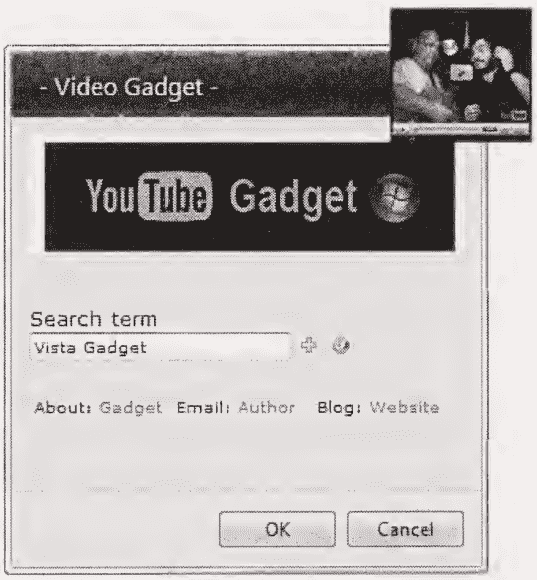 - Video Gadget -
YouTube Gadget
Search term
Vista Gadget
About: Gadget Email: Author Blog: Website
OK Cancel